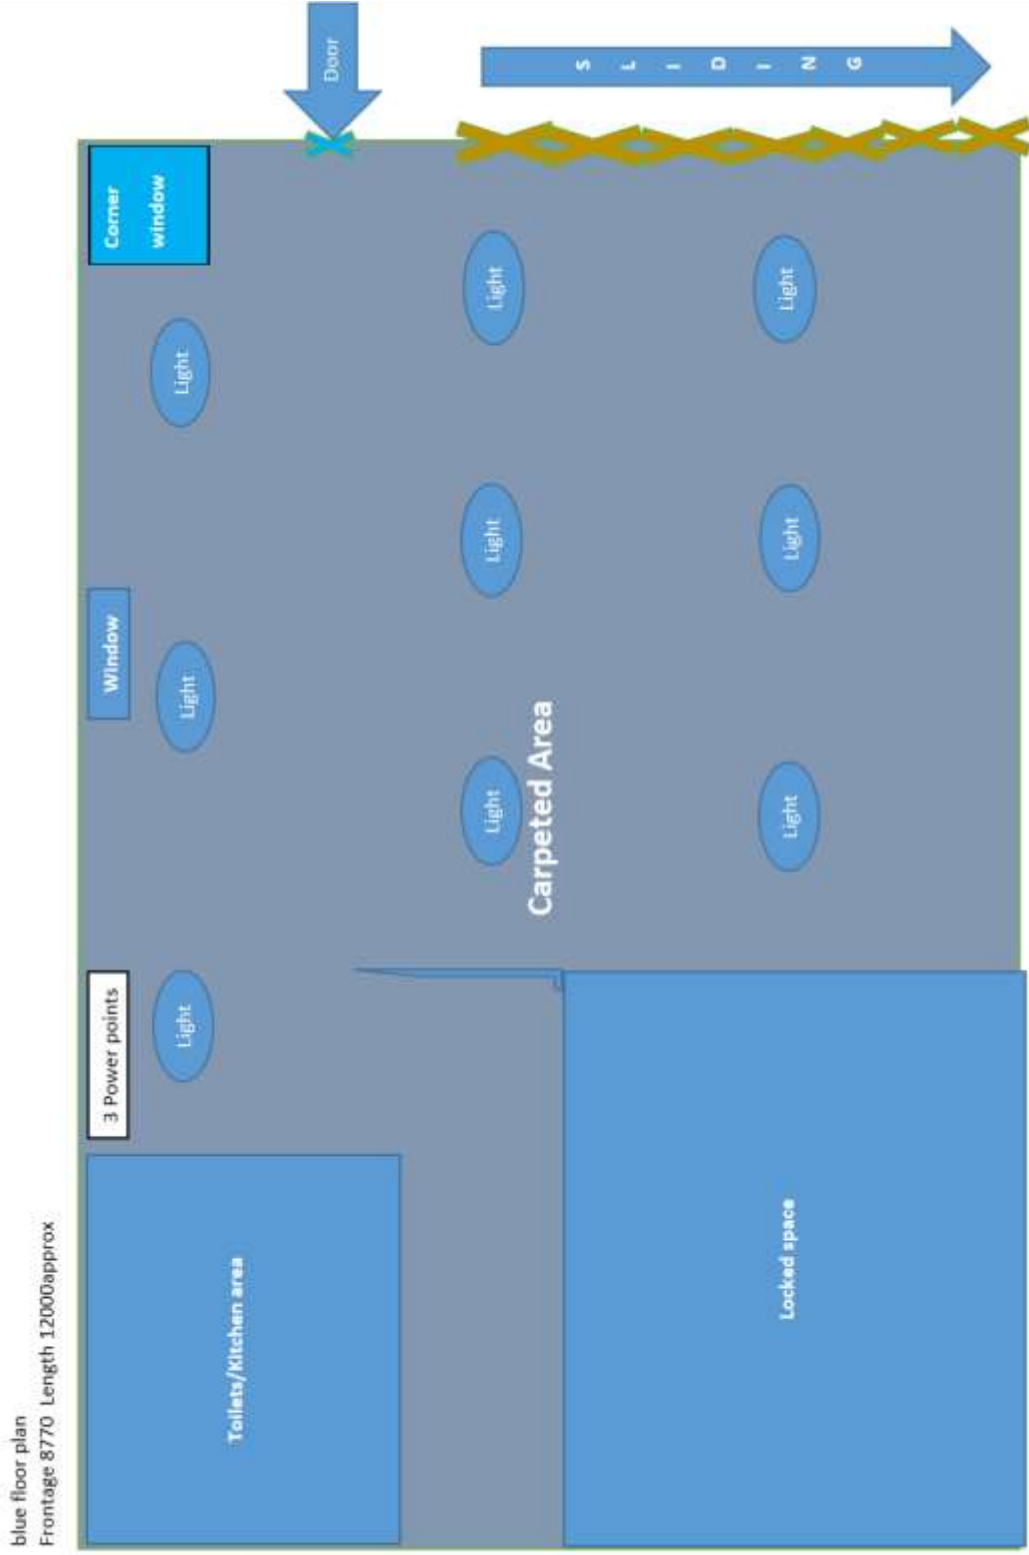 blue floor plan
Frontage 8770 Length 12000approx
Toilets/Kitchen area
3 Power points
Window
Corner
window
Light
Light
Light
Door
Carpeted Area
Light
Light
Light
Locked space
Light
Light
Light
SLIDING